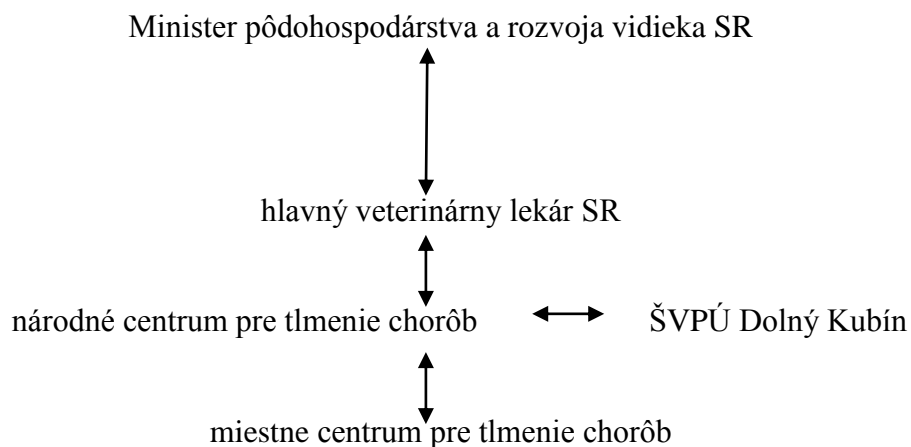 Minister pôdohospodárstva a rozvoja vidieka SR
hlavný veterinárny lekár SR
národné centrum pre tlmenie chorôb ŠVPÚ Dolný Kubín
miestne centrum pre tlmenie chorôb